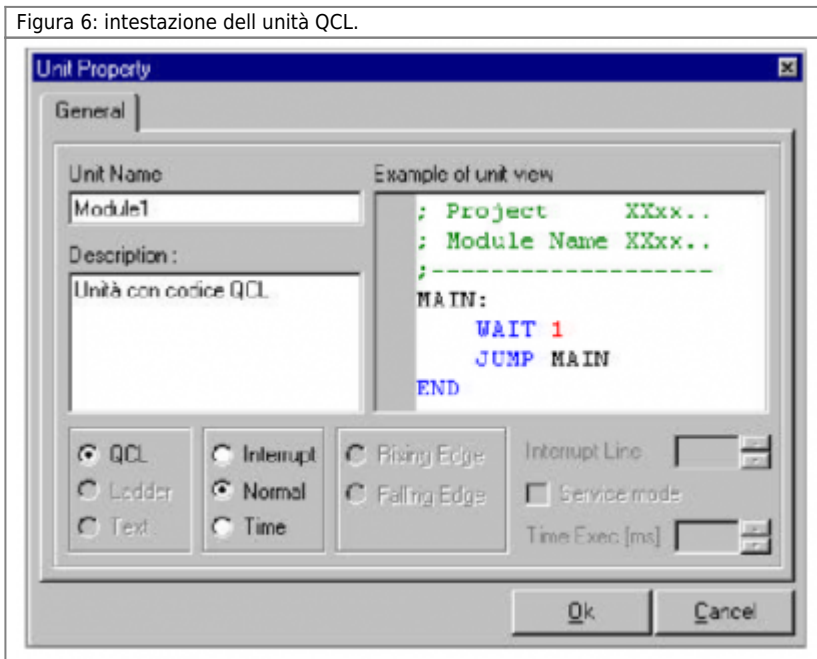 Figura 6: intestazione dell unità QCL.
Unit Property
General
Unit Name
Module1
Description :
Unità con codice QCL
Example of unit view
; Project XXxx..
; Module Name XXxx..
;-------------------
MAIN:
WAIT 1
JUMP MAIN
END
QCL
Ledder
Text
Interrupt
Normal
Time
Rising Edge
Falling Edge
Interrupt Line
Service mode
Time Exec [ms]
Ok
Cancel